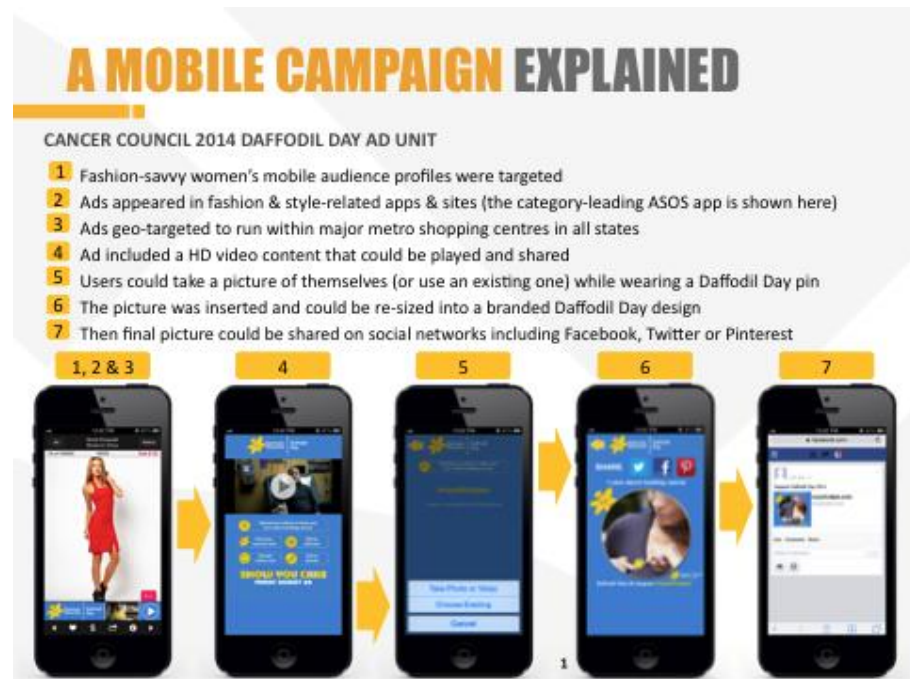 A MOBILE CAMPAIGN EXPLAINED
CANCER COUNCIL 2014 DAFFODIL DAY AD UNIT
1 Fashion-savvy women's mobile audience profiles were targeted
2 Ads appeared in fashion & style-related apps & sites (the category-leading ASOS app is shown here)
3 Ads geo-targeted to run within major metro shopping centres in all states
4 Ad included a HD video content that could be played and shared
5 Users could take a picture of themselves (or use an existing one) while wearing a Daffodil Day pin
6 The picture was inserted and could be re-sized into a branded Daffodil Day design
7 Then final picture could be shared on social networks including Facebook, Twitter or Pinterest
1, 2 & 3
4
5
6
7
SHOW YOU CARE
Take Photo or Video
Choose Existing
Cancel
SHARE
1